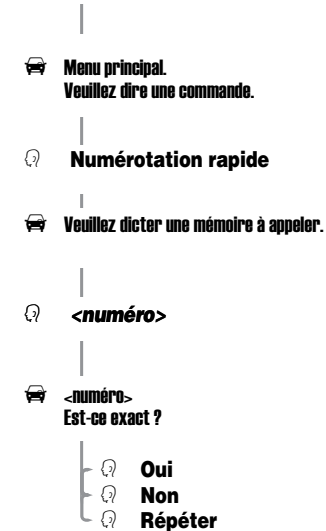 Menu principal.
Veuillez dire une commande.
Numérotation rapide
Veuillez dicter une mémoire à appeler.
<numéro>
<numéro>
Est-ce exact ?
Oui
Non
Répéter